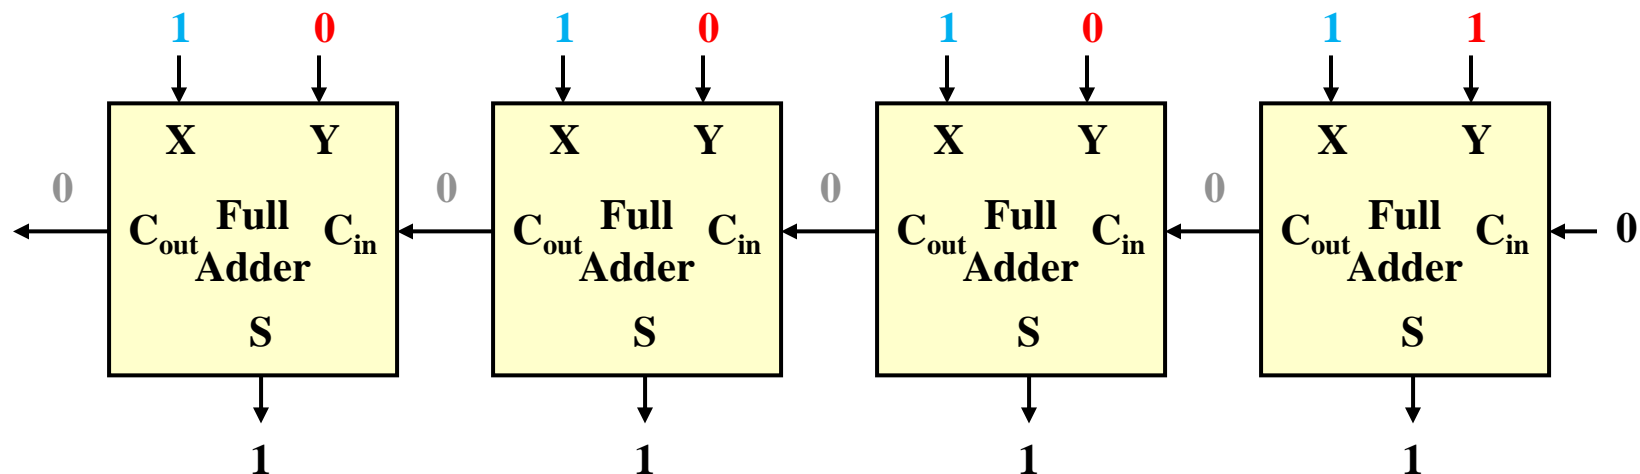 1 0 1 0 1 0 1 1
X Y X Y X Y X Y
0 0 0 0
Cout Full Cin Cout Full Cin Cout Full Cin Cout Full Cin 0
Adder Adder Adder Adder
S S S S
1 1 1 1